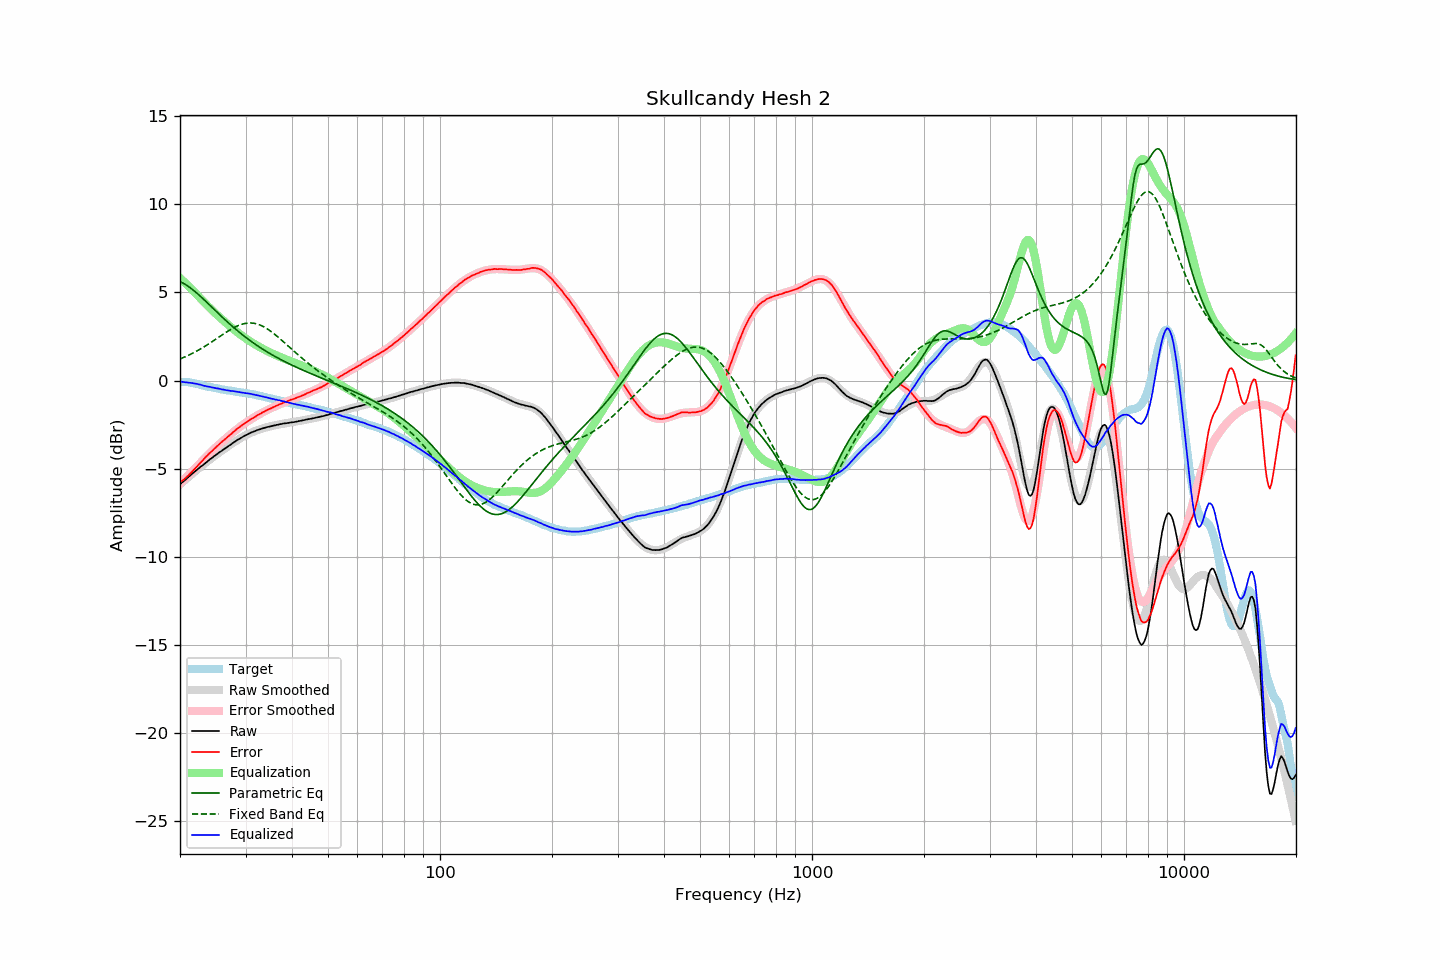 Skullcandy Hesh 2
15
10
5
0
−5
−10
−15
−20
−25
Amplitude (dBr)
Target
Raw Smoothed
Error Smoothed
Raw
Error
Equalization
Parametric Eq
Fixed Band Eq
Equalized
100 1000 10000
Frequency (Hz)